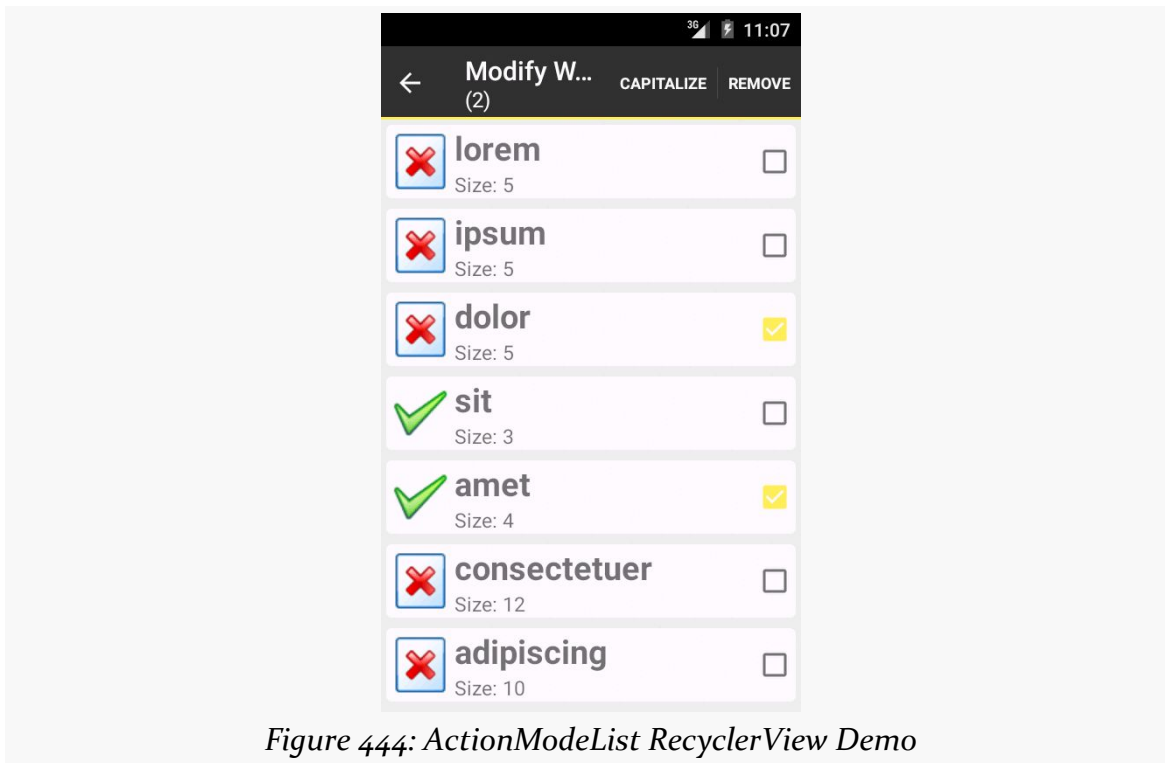 3G 11:07
Modify W... CAPITALIZE REMOVE
(2)
lorem
Size: 5
ipsum
Size: 5
dolor
Size: 5
sit
Size: 3
amet
Size: 4
consectetuer
Size: 12
adipiscing
Size: 10
Figure 444: ActionModeList RecyclerView Demo